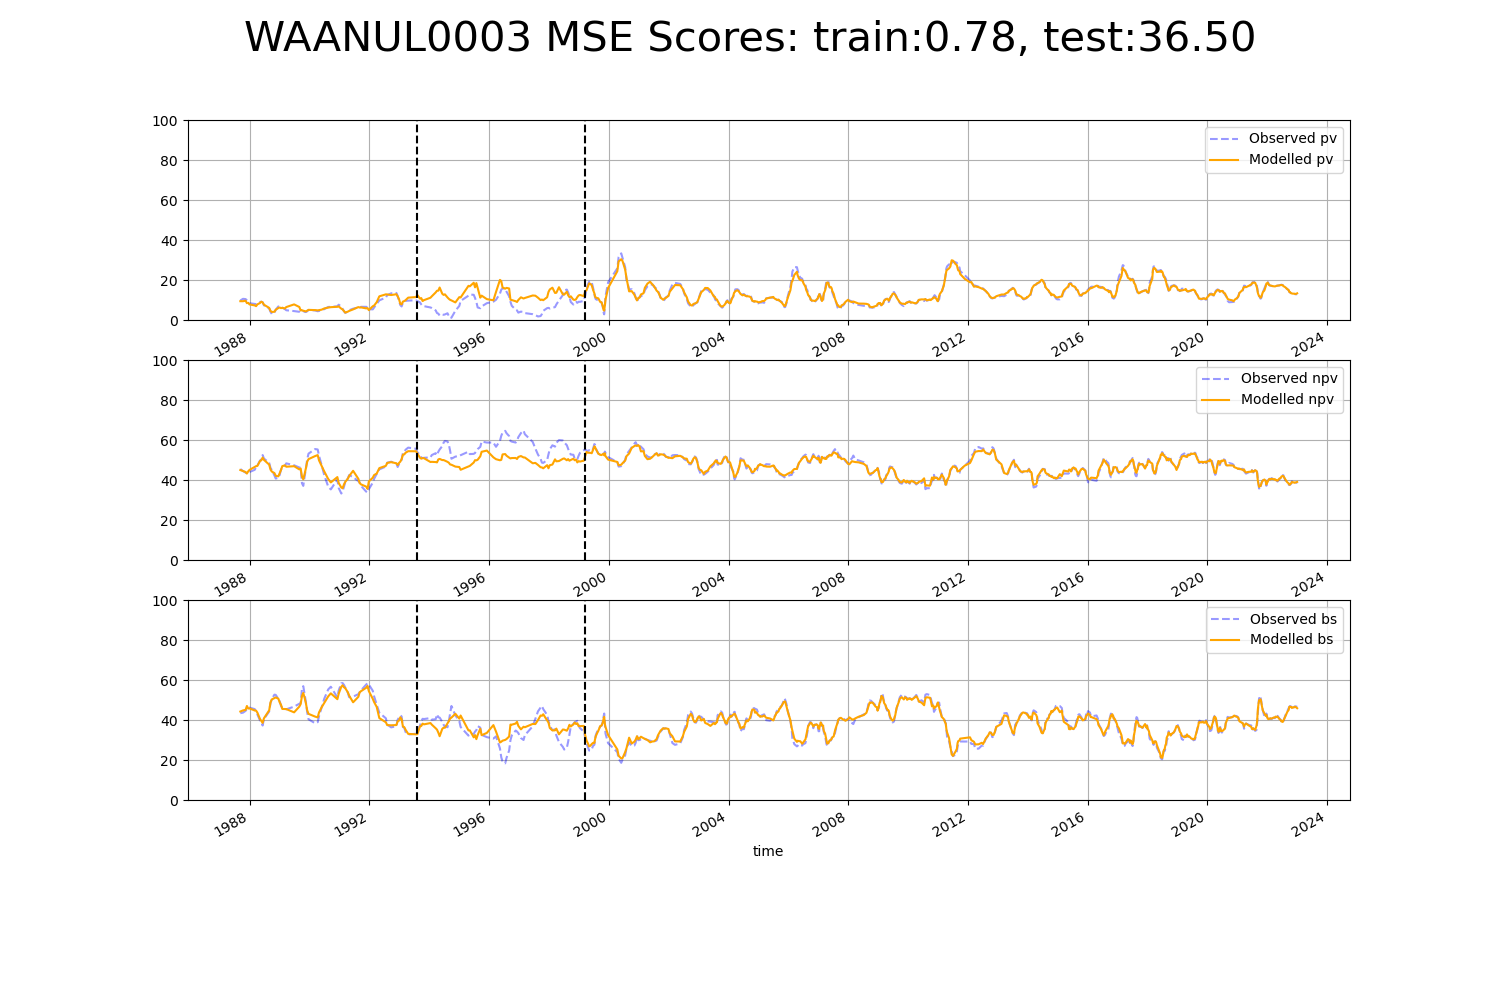 WAANUL0003 MSE Scores: train:0.78, test:36.50
100
80
60
40
20
0
Observed pv
Modelled pv
1988 1992 1996 2000 2004 2008 2012 2016 2020 2024
100
80
60
40
20
0
Observed npv
Modelled npv
1988 1992 1996 2000 2004 2008 2012 2016 2020 2024
100
80
60
40
20
0
Observed bs
Modelled bs
1988 1992 1996 2000 2004 2008 2012 2016 2020 2024
time